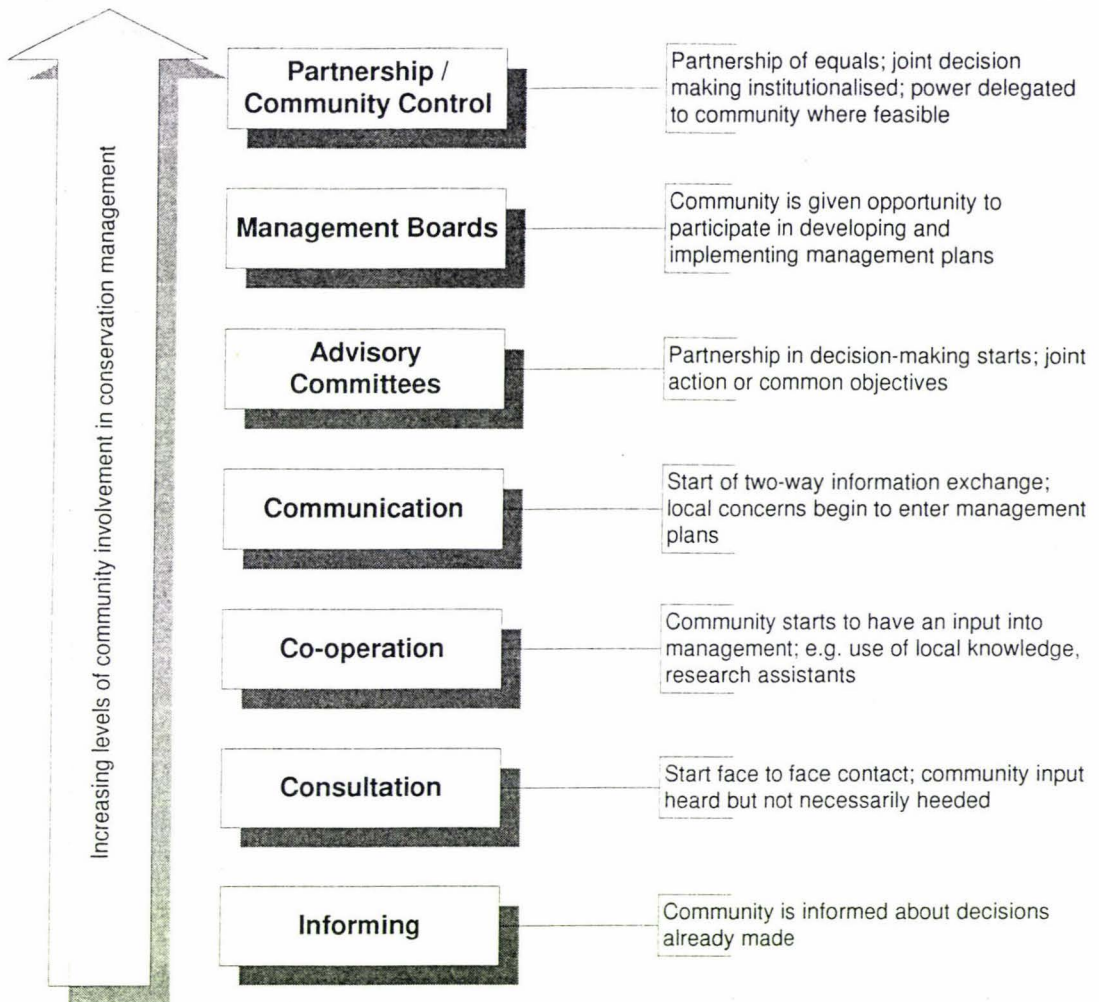 Increasing levels of community involvement in conservation management
Partnership /
Community Control
Partnership of equals; joint decision
making institutionalised; power delegated
to community where feasible
Management Boards
Community is given opportunity to
participate in developing and
implementing management plans
Advisory
Committees
Partnership in decision-making starts; joint
action or common objectives
Communication
Start of two-way information exchange;
local concerns begin to enter management
plans
Co-operation
Community starts to have an input into
management; e.g. use of local knowledge,
research assistants
Consultation
Start face to face contact; community input
heard but not necessarily heeded
Informing
Community is informed about decisions
already made